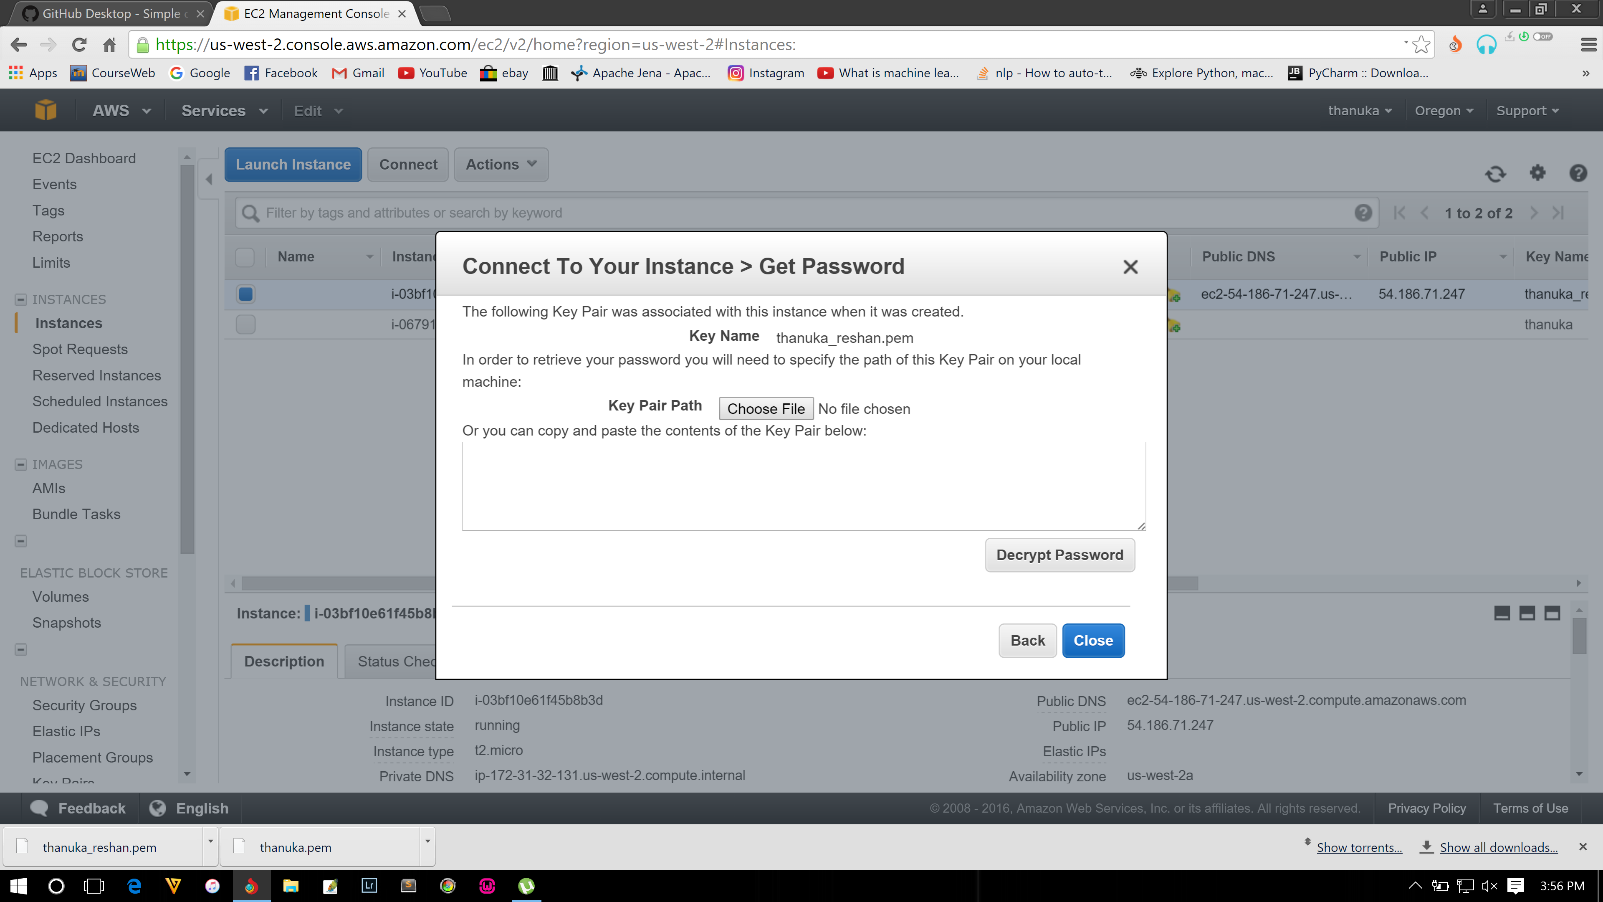 GitHub Desktop - Simple
EC2 Management Console
https://us-west-2.console.aws.amazon.com/ec2/v2/home?region=us-west-2#Instances:
Apps CourseWeb Google Facebook Gmail YouTube ebay Apache Jena - Apac... Instagram What is machine lea... nlp - How to auto-t... Explore Python, mac... PyCharm :: Downloa... »
AWS Services Edit thanuka Oregon Support
EC2 Dashboard
Events
Tags
Reports
Limits
INSTANCES
Instances
Spot Requests
Reserved Instances
Scheduled Instances
Dedicated Hosts
IMAGES
AMIs
Bundle Tasks
ELASTIC BLOCK STORE
Volumes
Snapshots
NETWORK & SECURITY
Security Groups
Elastic IPs
Placement Groups
Key Pairs
Launch Instance Connect Actions
Filter by tags and attributes or search by keyword
1 to 2 of 2
Name Instanc Public DNS Public IP Key Name
i-03bf1 ec2-54-186-71-247.us-... 54.186.71.247 thanuka_re
i-06791 thanuka
Connect To Your Instance > Get Password
The following Key Pair was associated with this instance when it was created.
Key Name thanuka_reshan.pem
In order to retrieve your password you will need to specify the path of this Key Pair on your local
machine:
Key Pair Path Choose File No file chosen
Or you can copy and paste the contents of the Key Pair below:
Decrypt Password
Back Close
Instance: i-03bf10e61f45b8
Description Status Chec
Instance ID i-03bf10e61f45b8b3d Public DNS ec2-54-186-71-247.us-west-2.compute.amazonaws.com
Instance state running Public IP 54.186.71.247
Instance type t2.micro Elastic IPs
Private DNS ip-172-31-32-131.us-west-2.compute.internal Availability zone us-west-2a
Feedback English © 2008 - 2016, Amazon Web Services, Inc. or its affiliates. All rights reserved. Privacy Policy Terms of Use
thanuka_reshan.pem thanuka.pem Show torrents... Show all downloads...
3:56 PM